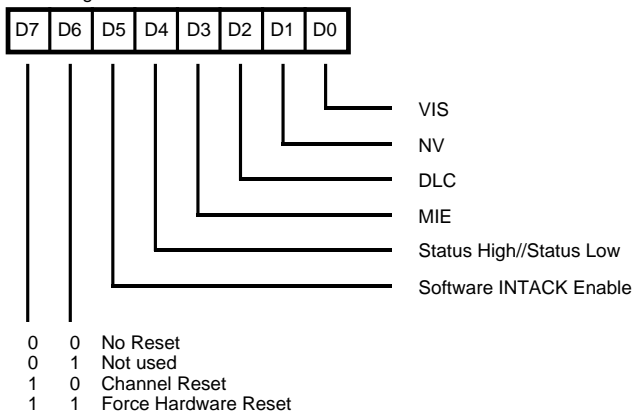 D7 D6 D5 D4 D3 D2 D1 D0
VIS
NV
DLC
MIE
Status High//Status Low
Software INTACK Enable
0 0 No Reset
0 1 Not used
1 0 Channel Reset
1 1 Force Hardware Reset